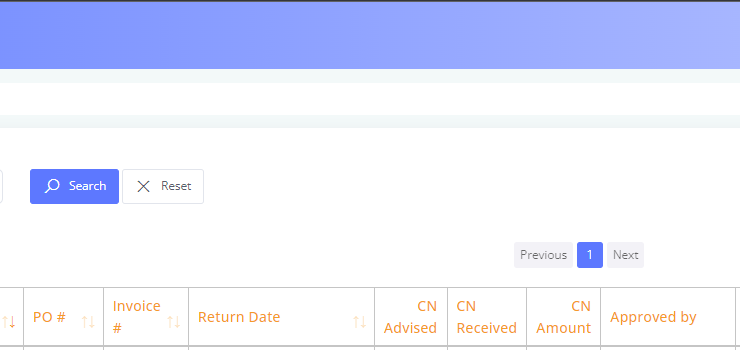 Search Reset
Previous 1 Next
PO # Invoice # Return Date CN Advised CN Received CN Amount Approved by